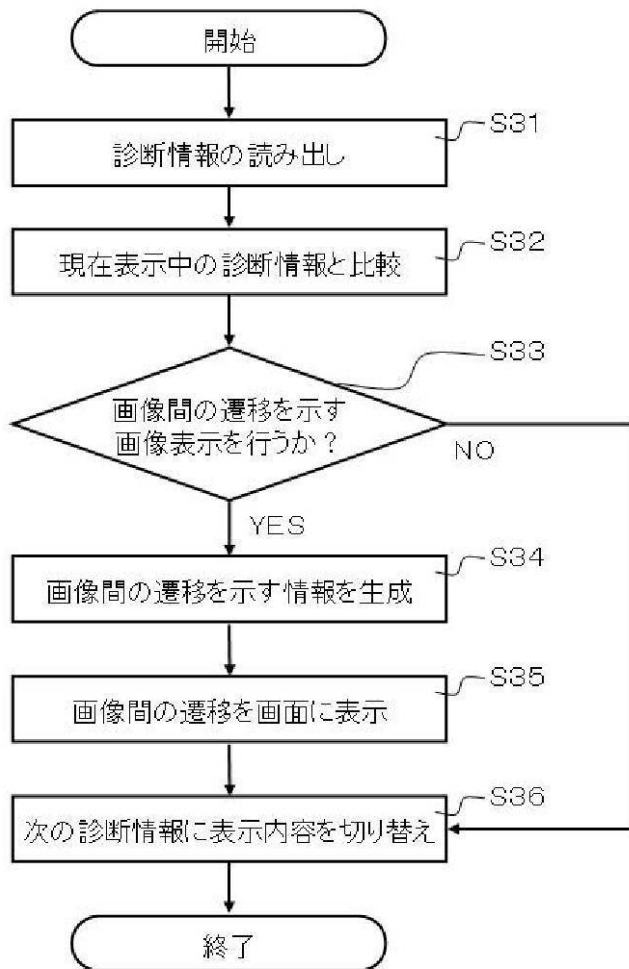 開始
S31
診断情報の読み出し
S32
現在表示中の診断情報と比較
S33
画像間の遷移を示す
画像表示を行うか？
NO
YES
S34
画像間の遷移を示す情報を生成
S35
画像間の遷移を画面に表示
S36
次の診断情報に表示内容を切り替え
終了